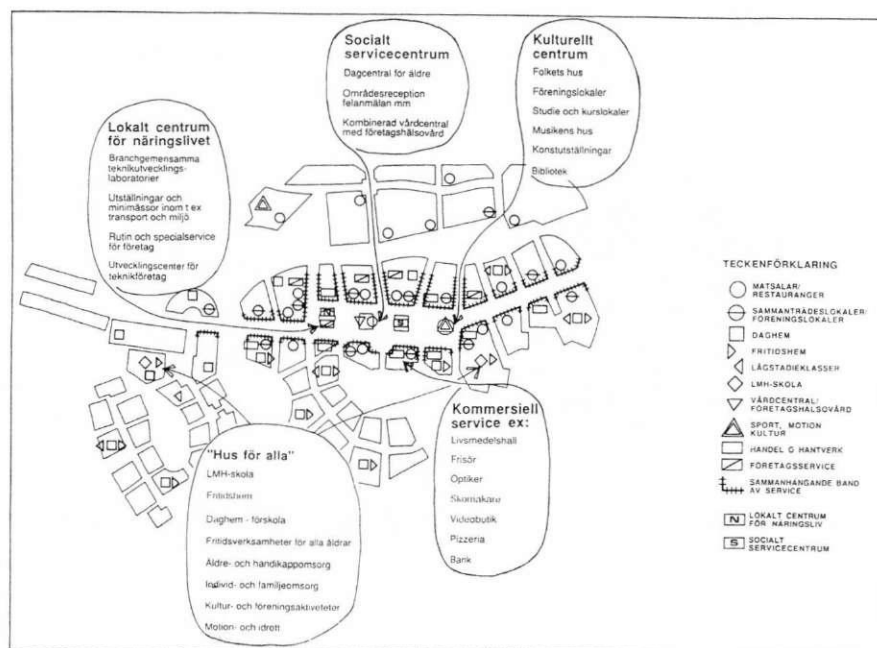 Socialt
servicecentrum
Dagcentral för äldre
Områdesreception
felanmälan mm
Kombinerad vårdcentral
med företagshälsovård
Kulturellt
centrum
Folkets hus
Föreningslokaler
Studie och kurslokaler
Musikens hus
Konstutställningar
Bibliotek
Lokalt centrum
för näringslivet
Branchgemensamma
teknikutvecklings-
laboratorier
Utställningar och
minimässor inom t ex
transport och miljö
Rutin och specialservice
för företag
Utvecklingscenter för
teknikföretag
"Hus för alla"
LMH-skola
Fritidshem
Daghem - förskola
Fritidsverksamheter för alla åldrar
Äldre- och handikappomsorg
Individ- och familjeomsorg
Kultur- och föreningsaktiveteter
Motion- och idrott
Kommersiell
service ex:
Livsmedelshall
Frisör
Optiker
Skomakare
Videobutik
Pizzeria
Bank
N
S
TECKENFÖRKLARING
MATSALAR/
RESTAURANGER
SAMMANTRÄDESLOKALER/
FÖRENINGSLOKALER
DAGHEM
FRITIDSHEM
LÅGSTADIEKLASSER
LMH-SKOLA
VÅRDCENTRAL/
FÖRETAGSHÄLSOVÅRD
SPORT, MOTION
KULTUR
HANDEL O HANTVERK
FÖRETAGSSERVICE
SAMMANHÄNGANDE BAND
AV SERVICE
N LOKALT CENTRUM
FÖR NÄRINGSLIV
S SOCIALT
SERVICECENTRUM